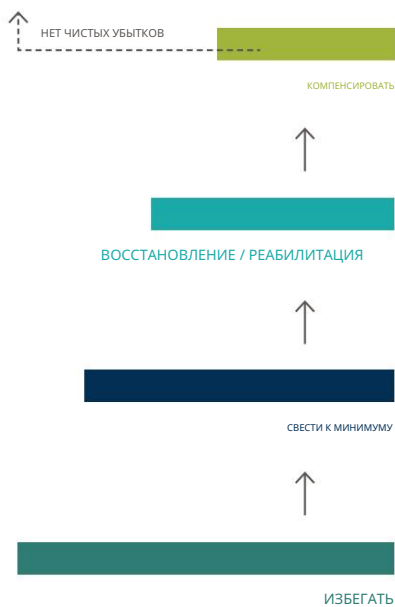 НЕТ ЧИСТЫХ УБЫТКОВ
КОМПЕНСИРОВАТЬ
ВОССТАНОВЛЕНИЕ / РЕАБИЛИТАЦИЯ
СВЕСТИ К МИНИМУМУ
ИЗБЕГАТЬ